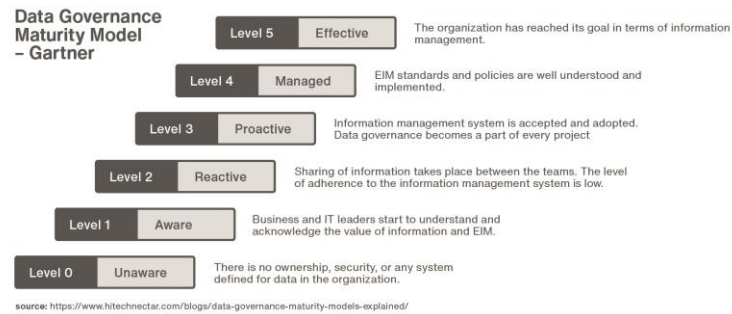 Data Governance
Maturity Model
– Gartner
Level 5
Effective
The organization has reached its goal in terms of information
management.
Level 4
Managed
EIM standards and policies are well understood and
implemented.
Level 3
Proactive
Information management system is accepted and adopted.
Data governance becomes a part of every project
Level 2
Reactive
Sharing of information takes place between the teams. The level
of adherence to the information management system is low.
Level 1
Aware
Business and IT leaders start to understand and
acknowledge the value of information and EIM.
Level 0
Unaware
There is no ownership, security, or any system
defined for data in the organization.
source: https://www.hitechnectar.com/blogs/data-governance-maturity-models-explained/